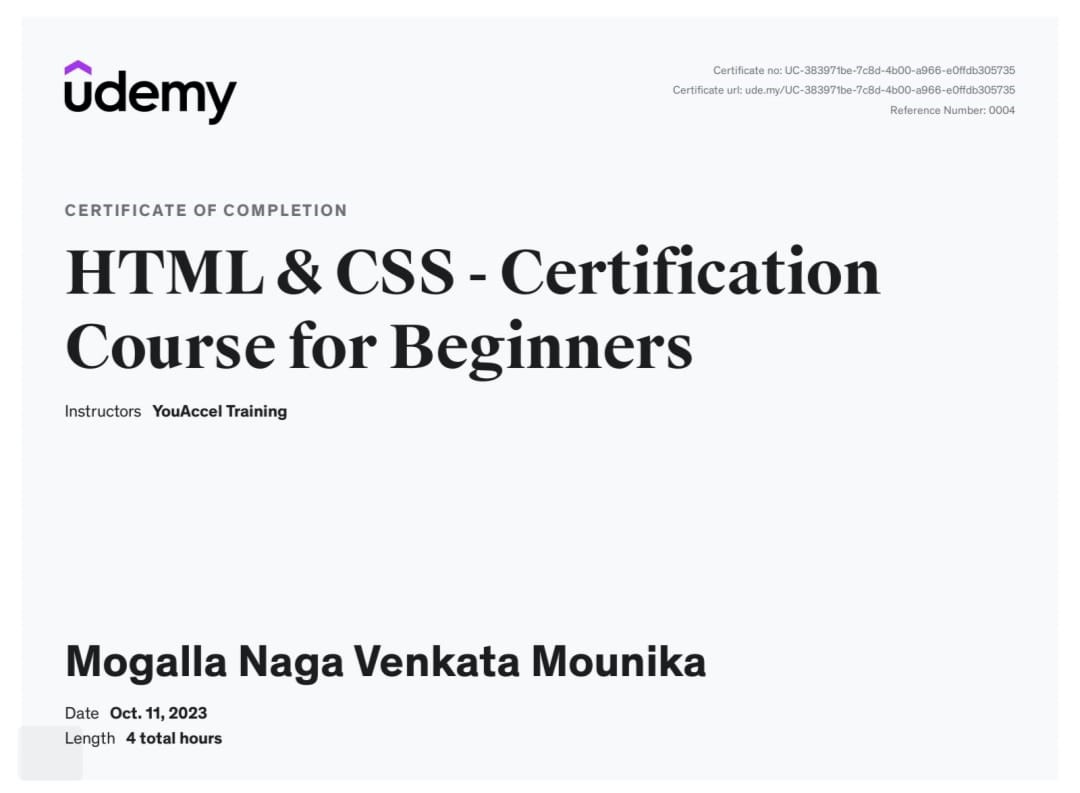 udemy
Certificate no: UC-383971be-7c8d-4b00-a966-e0ffdb305735
Certificate url: ude.my/UC-383971be-7c8d-4b00-a966-e0ffdb305735
Reference Number: 0004
CERTIFICATE OF COMPLETION
HTML & CSS - Certification
Course for Beginners
Instructors YouAccel Training
Mogalla Naga Venkata Mounika
Date Oct. 11, 2023
Length 4 total hours